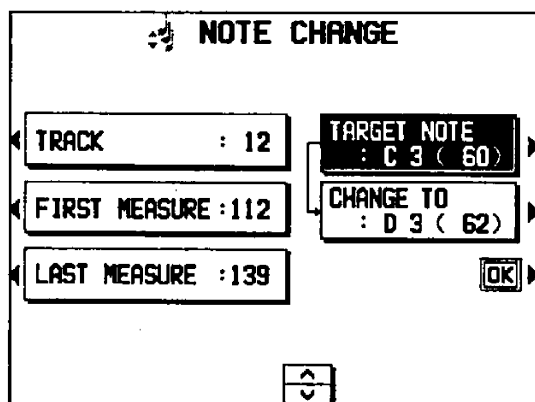 NOTE CHANGE
TRACK : 12
FIRST MEASURE :112
LAST MEASURE :139
TARGET NOTE
: C 3 ( 60)
CHANGE TO
: D 3 ( 62)
OK